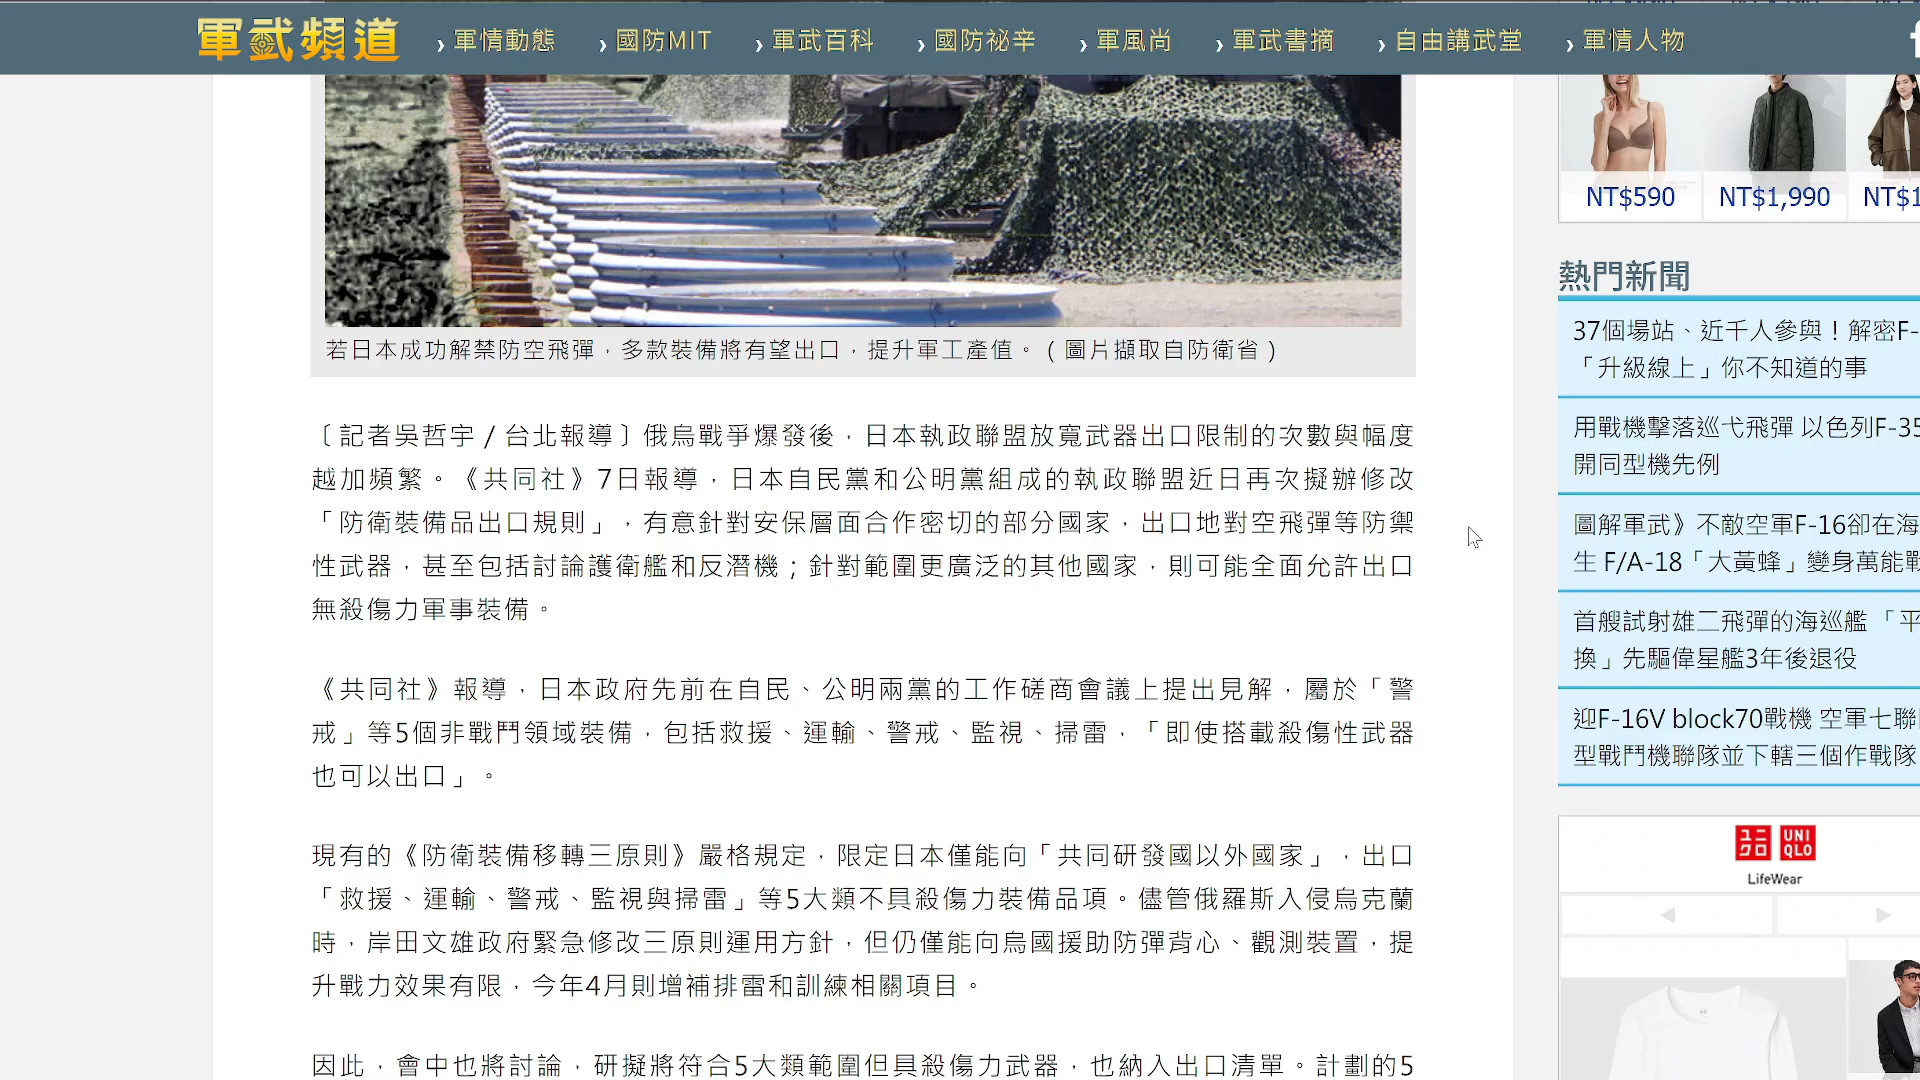 軍武頻道
› 軍情動態
› 國防MIT
› 軍武百科
› 國防祕辛
› 軍風尚
› 軍武書摘
› 自由講武堂
› 軍情人物
若日本成功解禁防空飛彈，多款裝備將有望出口，提升軍工產值。（圖片擷取自防衛省）
〔記者吳哲宇／台北報導〕俄烏戰爭爆發後，日本執政聯盟放寬武器出口限制的次數與幅度
越加頻繁。《共同社》7日報導，日本自民黨和公明黨組成的執政聯盟近日再次擬辦修改
「防衛裝備品出口規則」，有意針對安保層面合作密切的部分國家，出口地對空飛彈等防禦
性武器，甚至包括討論護衛艦和反潛機；針對範圍更廣泛的其他國家，則可能全面允許出口
無殺傷力軍事裝備。
《共同社》報導，日本政府先前在自民、公明兩黨的工作磋商會議上提出見解，屬於「警
戒」等5個非戰鬥領域裝備，包括救援、運輸、警戒、監視、掃雷，「即使搭載殺傷性武器
也可以出口」。
現有的《防衛裝備移轉三原則》嚴格規定，限定日本僅能向「共同研發國以外國家」，出口
「救援、運輸、警戒、監視與掃雷」等5大類不具殺傷力裝備品項。儘管俄羅斯入侵烏克蘭
時，岸田文雄政府緊急修改三原則運用方針，但仍僅能向烏國援助防彈背心、觀測裝置，提
升戰力效果有限，今年4月則增補排雷和訓練相關項目。
因此，會中也將討論，研擬將符合5大類範圍但具殺傷力武器，也納入出口清單。計劃的5
NT$590
NT$1,990
NT$1
熱門新聞
37個場站、近千人參與！解密F-
「升級線上」你不知道的事
用戰機擊落巡弋飛彈 以色列F-35
開同型機先例
圖解軍武》不敵空軍F-16卻在海
生 F/A-18「大黃蜂」變身萬能戰
首艘試射雄二飛彈的海巡艦 「平
換」先驅偉星艦3年後退役
迎F-16V block70戰機 空軍七聯
型戰鬥機聯隊並下轄三個作戰隊
ユニクロ UNIQLO
LifeWear